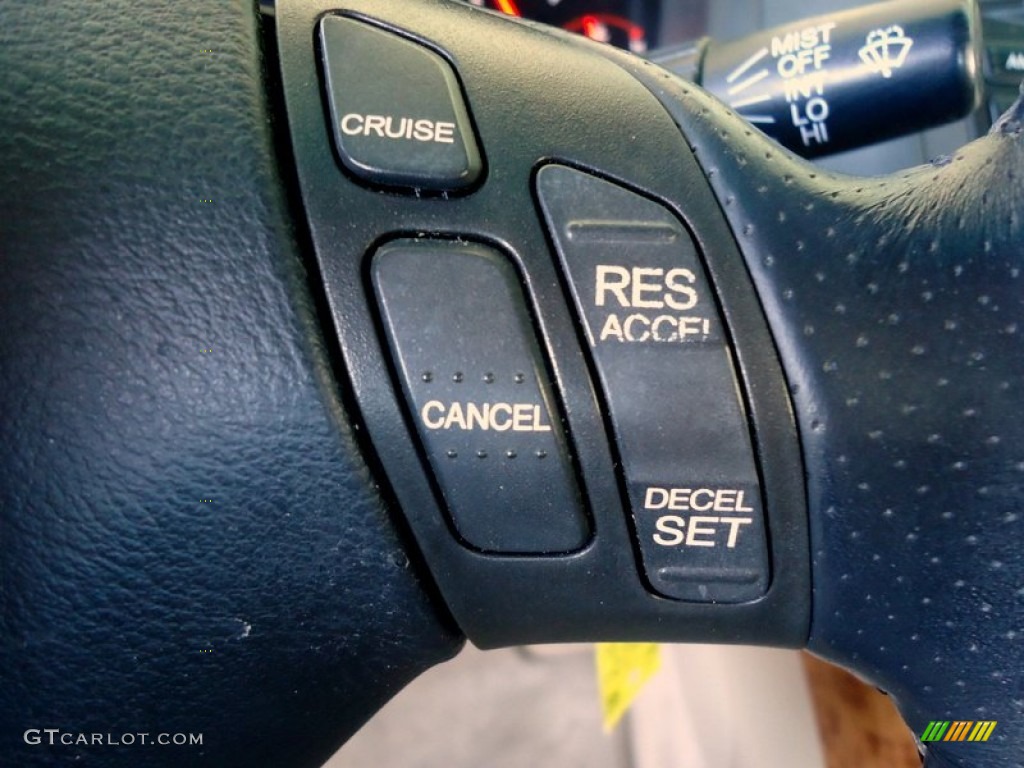 MIST
OFF
INT
LO
HI
CRUISE
RES
ACCEL
CANCEL
DECEL
SET
GTCARLOT.COM